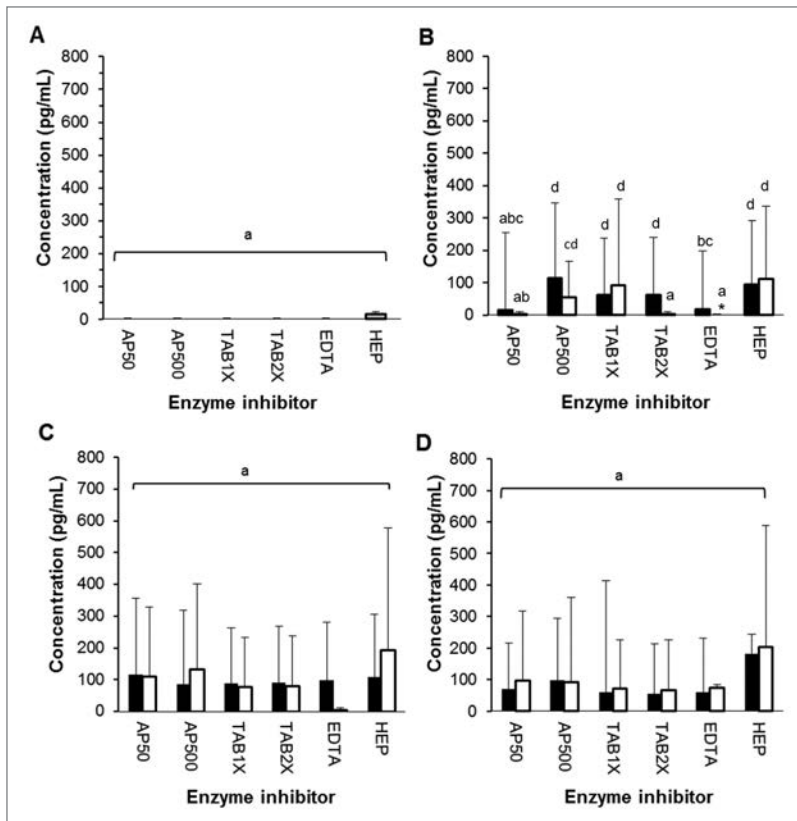 A
800
700
600
500
400
300
200
100
0
Concentration (pg/mL)
a
AP50
AP500
TAB1X
TAB2X
EDTA
HEP
Enzyme inhibitor
B
800
700
600
500
400
300
200
100
0
Concentration (pg/mL)
abc
ab
d
cd
d
d
d
a
bc
a
*
d
d
AP50
AP500
TAB1X
TAB2X
EDTA
HEP
Enzyme inhibitor
C
800
700
600
500
400
300
200
100
0
Concentration (pg/mL)
a
AP50
AP500
TAB1X
TAB2X
EDTA
HEP
Enzyme inhibitor
D
800
700
600
500
400
300
200
100
0
Concentration (pg/mL)
a
AP50
AP500
TAB1X
TAB2X
EDTA
HEP
Enzyme inhibitor